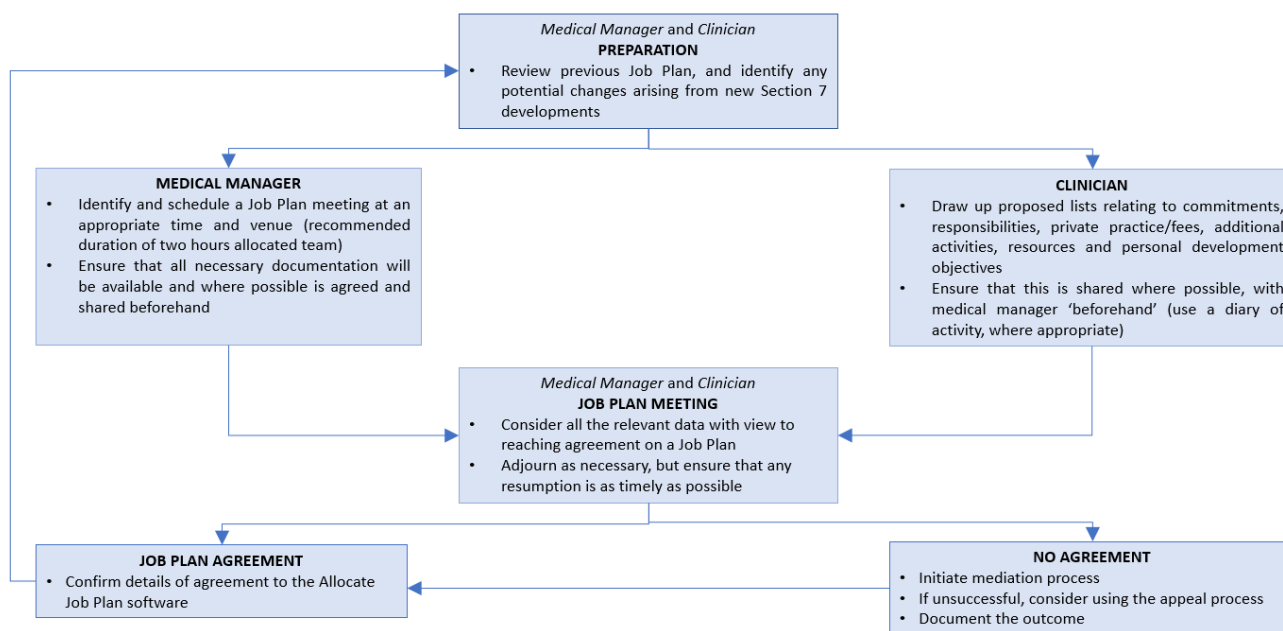 Medical Manager and Clinician
PREPARATION
• Review previous Job Plan, and identify any
potential changes arising from new Section 7
developments
MEDICAL MANAGER
• Identify and schedule a Job Plan meeting at an
appropriate time and venue (recommended
duration of two hours allocated team)
• Ensure that all necessary documentation will
be available and where possible is agreed and
shared beforehand
CLINICIAN
• Draw up proposed lists relating to commitments,
responsibilities, private practice/fees, additional
activities, resources and personal development
objectives
• Ensure that this is shared where possible, with
medical manager ‘beforehand’ (use a diary of
activity, where appropriate)
Medical Manager and Clinician
JOB PLAN MEETING
• Consider all the relevant data with view to
reaching agreement on a Job Plan
• Adjourn as necessary, but ensure that any
resumption is as timely as possible
JOB PLAN AGREEMENT
• Confirm details of agreement to the Allocate
Job Plan software
NO AGREEMENT
• Initiate mediation process
• If unsuccessful, consider using the appeal process
• Document the outcome